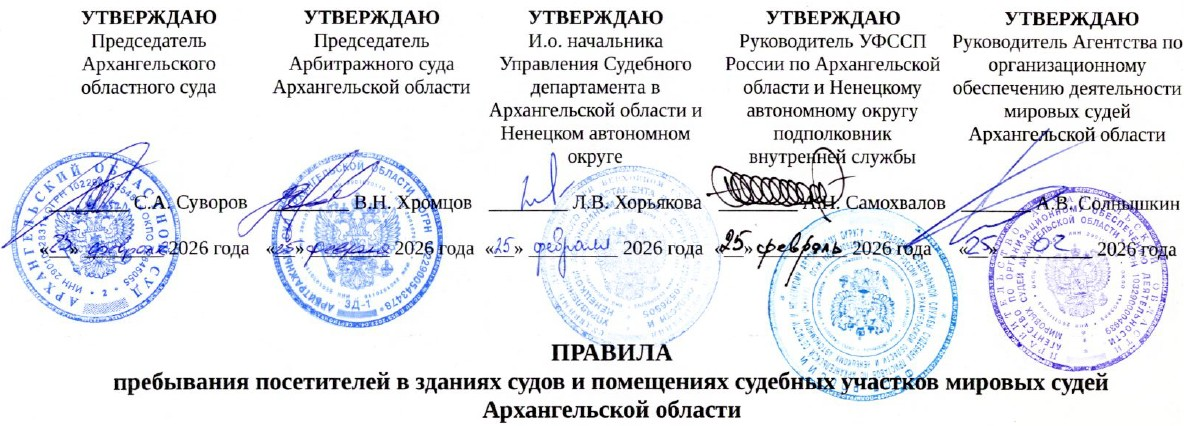 УТВЕРЖДАЮ
Председатель
Архангельского
областного суда
С.А. Суворов
«25» февраля 2026 года
УТВЕРЖДАЮ
Председатель
Арбитражного суда
Архангельской области
В.Н. Хромцов
«25» февраля 2026 года
УТВЕРЖДАЮ
И.о. начальника
Управления Судебного
департамента в
Архангельской области и
Ненецком автономном
округе
Л.В. Хорьякова
«25» февраля 2026 года
УТВЕРЖДАЮ
Руководитель УФССП
России по Архангельской
области и Ненецкому
автономному округу
подполковник
внутренней службы
Самохвалов
«25» февраль 2026 года
УТВЕРЖДАЮ
Руководитель Агентства по
организационному
обеспечению деятельности
мировых судей
Архангельской области
А.В. Солнышкин
«25» 02 2026 года
ПРАВИЛА
пребывания посетителей в зданиях судов и помещениях судебных участков мировых судей
Архангельской области